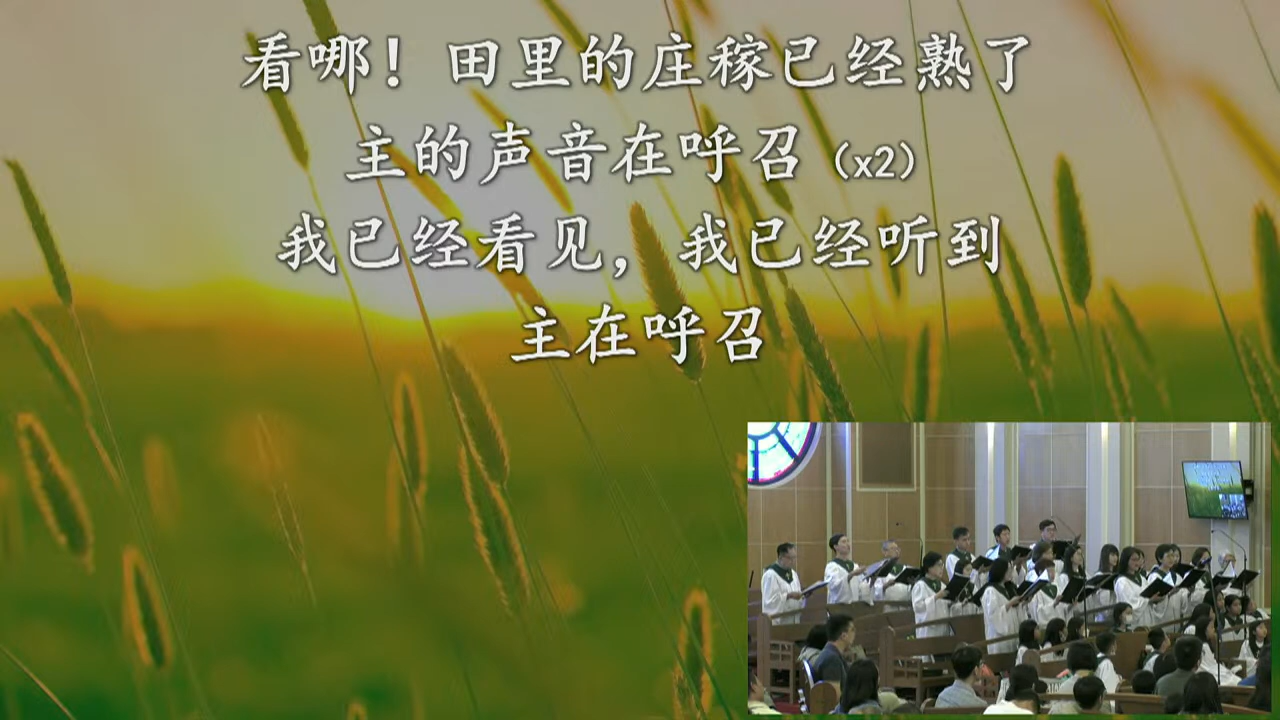 看哪！田里的庄稼已经熟了
主的声音在呼召（x2）
我已经看见，我已经听到
主在呼召